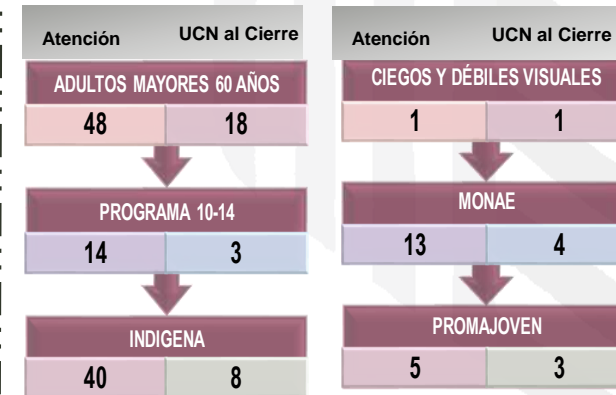 Atención UCN al Cierre
ADULTOS MAYORES 60 AÑOS
48 18
PROGRAMA 10-14
14 3
INDIGENA
40 8
Atención UCN al Cierre
CIEGOS Y DÉBILES VISUALES
1 1
MONAE
13 4
PROMAJOVEN
5 3